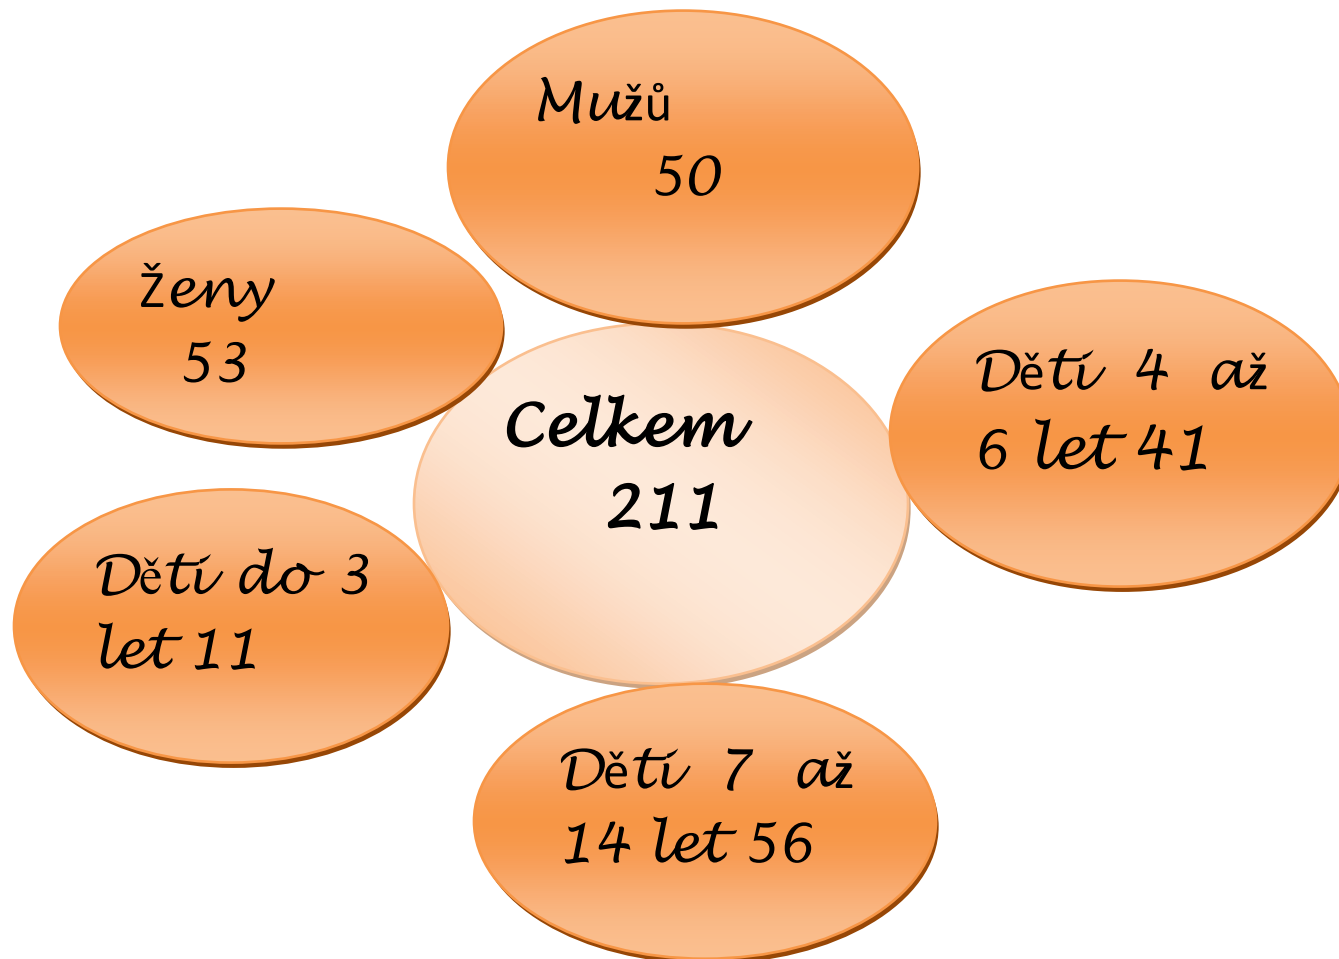 Mužů
50
Ženy
53
Celkem
211
Dětí 4 až
6 let 41
Dětí do 3
let 11
Dětí 7 až
14 let 56